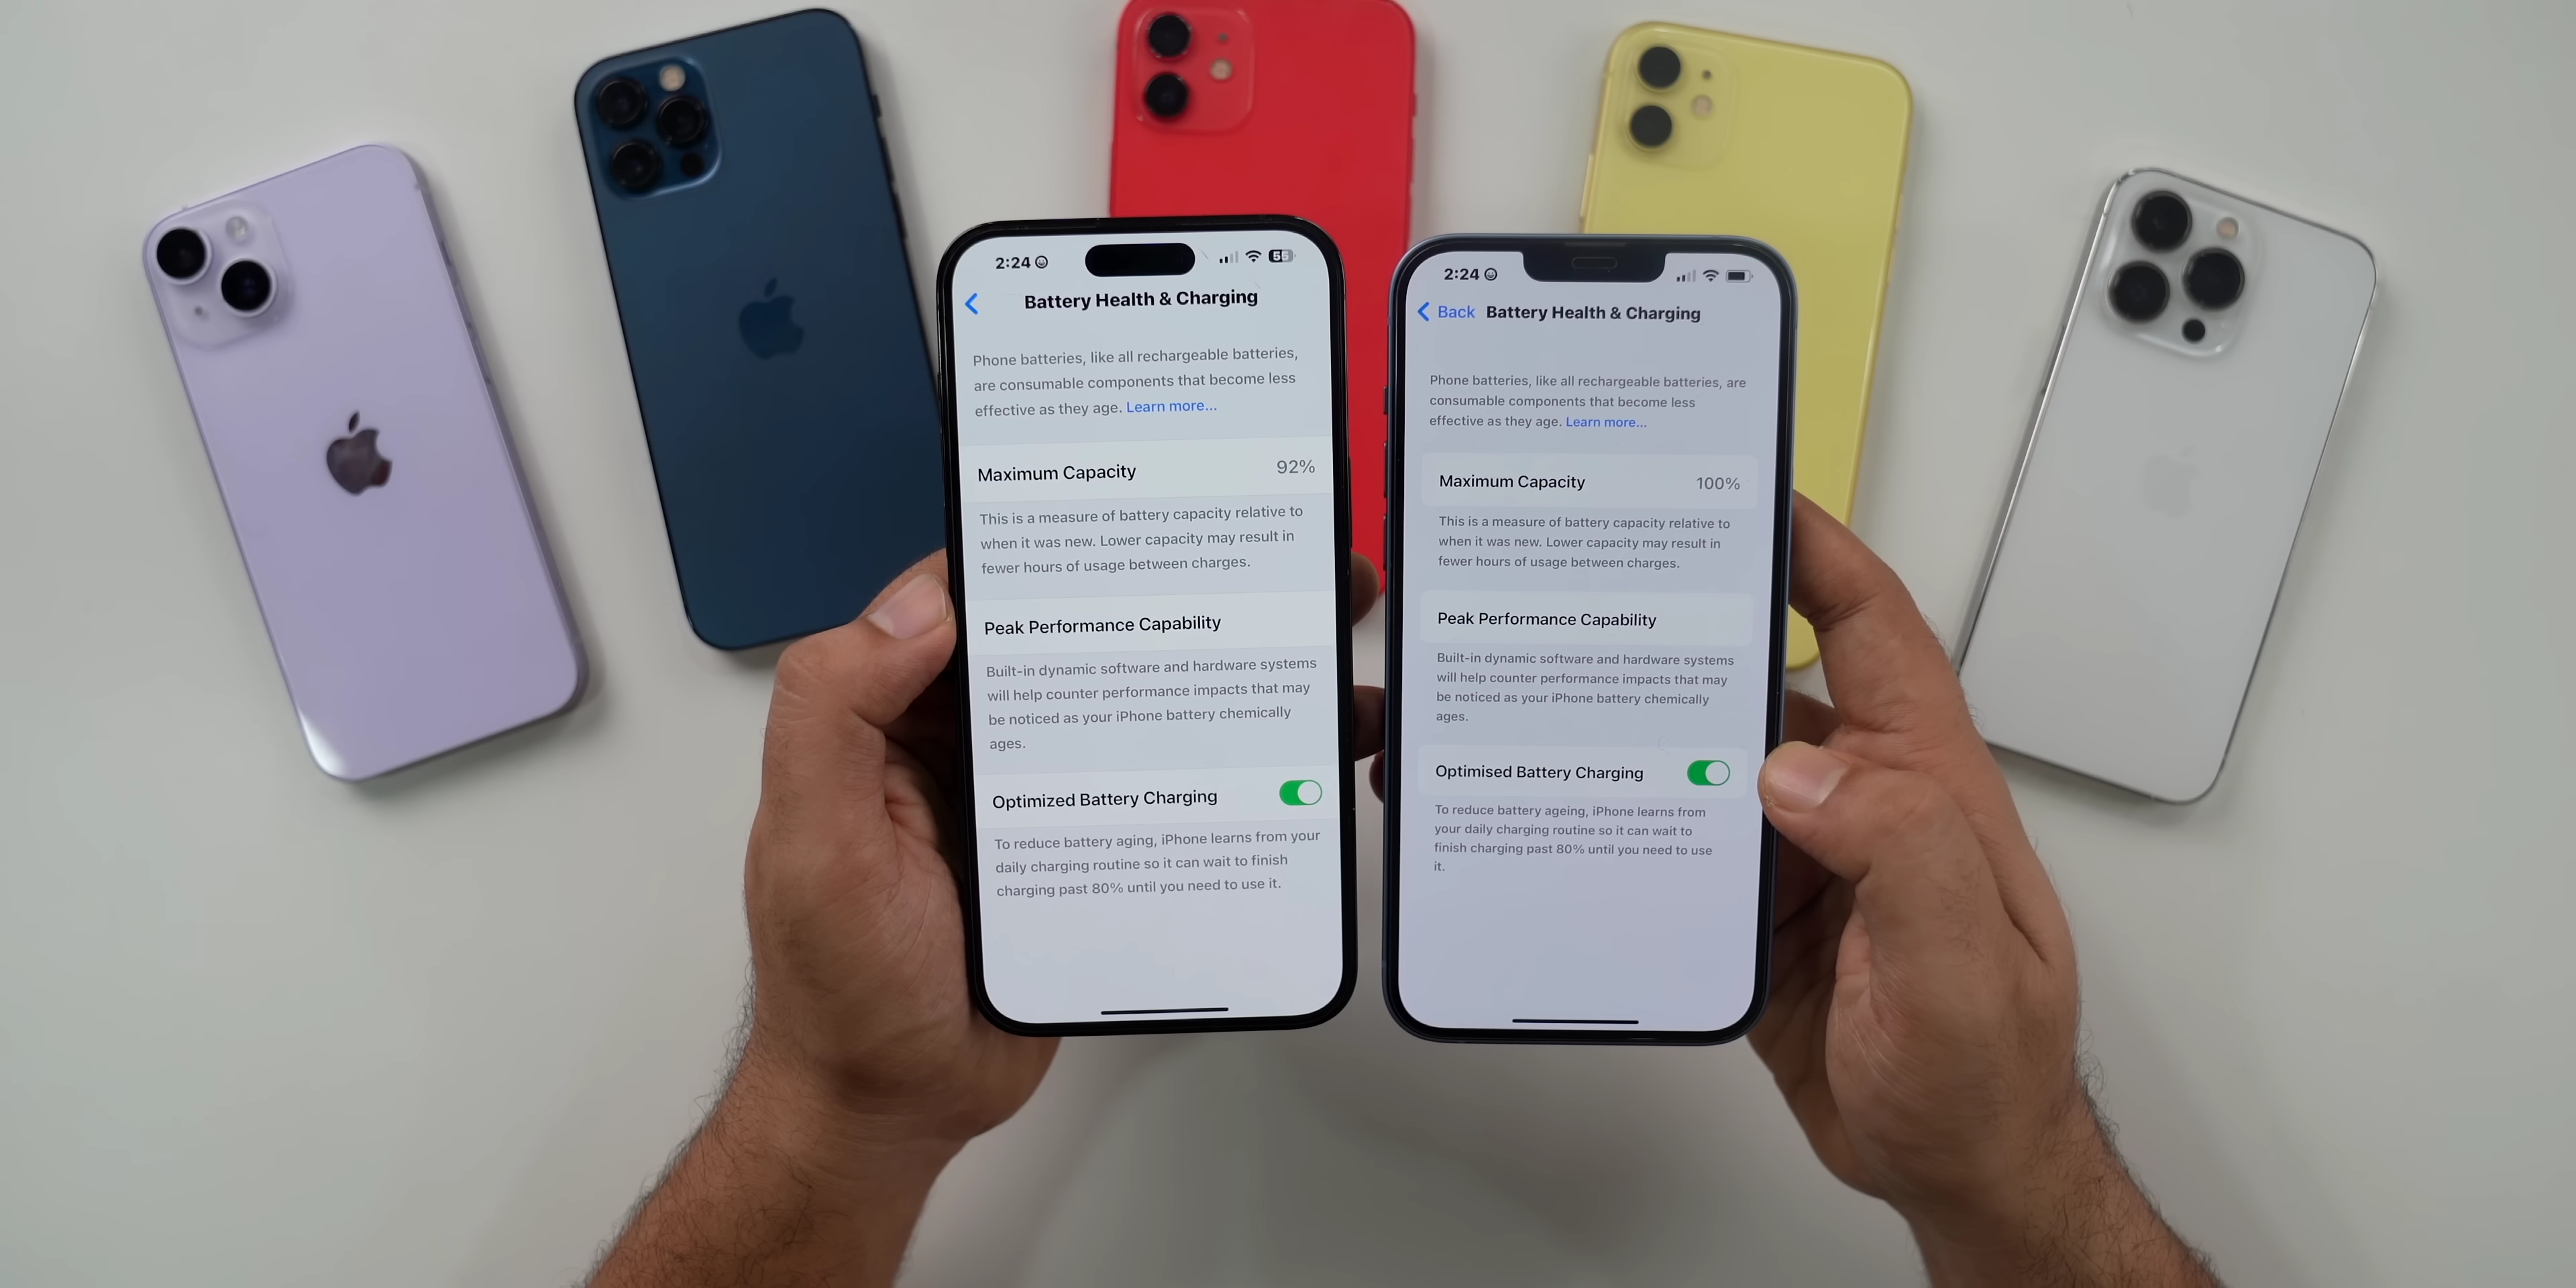 2:24
Battery Health & Charging
Phone batteries, like all rechargeable batteries,
are consumable components that become less
effective as they age. Learn more...
Maximum Capacity 92%
This is a measure of battery capacity relative to
when it was new. Lower capacity may result in
fewer hours of usage between charges.
Peak Performance Capability
Built-in dynamic software and hardware systems
will help counter performance impacts that may
be noticed as your iPhone battery chemically
ages.
Optimized Battery Charging
To reduce battery aging, iPhone learns from your
daily charging routine so it can wait to finish
charging past 80% until you need to use it.
2:24
Back Battery Health & Charging
Phone batteries, like all rechargeable batteries, are
consumable components that become less
effective as they age. Learn more...
Maximum Capacity 100%
This is a measure of battery capacity relative to
when it was new. Lower capacity may result in
fewer hours of usage between charges.
Peak Performance Capability
Built-in dynamic software and hardware systems
will help counter performance impacts that may
be noticed as your iPhone battery chemically
ages.
Optimised Battery Charging
To reduce battery ageing, iPhone learns from
your daily charging routine so it can wait to
finish charging past 80% until you need to use
it.